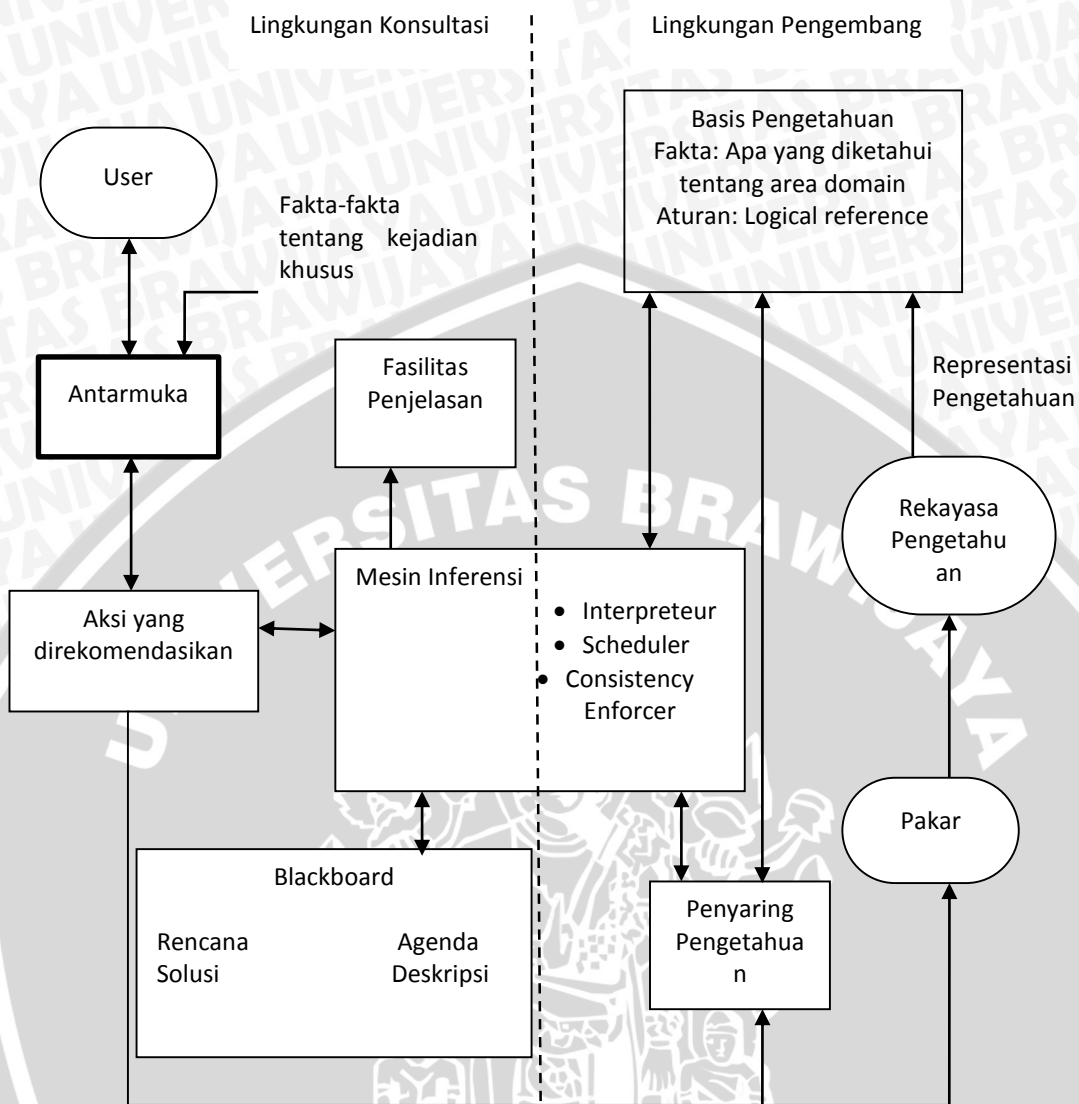 Lingkungan Konsultasi
Lingkungan Pengembang
Basis Pengetahuan
Fakta: Apa yang diketahui
tentang area domain
Aturan: Logical reference
User
Fakta-fakta
tentang kejadian
khusus
Antarmuka
Fasilitas
Penjelasan
Representasi
Pengetahuan
Rekayasa
Pengetahu
an
Mesin Inferensi
• Interpreteur
• Scheduler
• Consistency
Enforcer
Aksi yang
direkomendasikan
Pakar
Blackboard
Rencana
Solusi
Agenda
Deskripsi
Penyaring
Pengetahua
n
UNIVERSITAS BRAWIJAYA